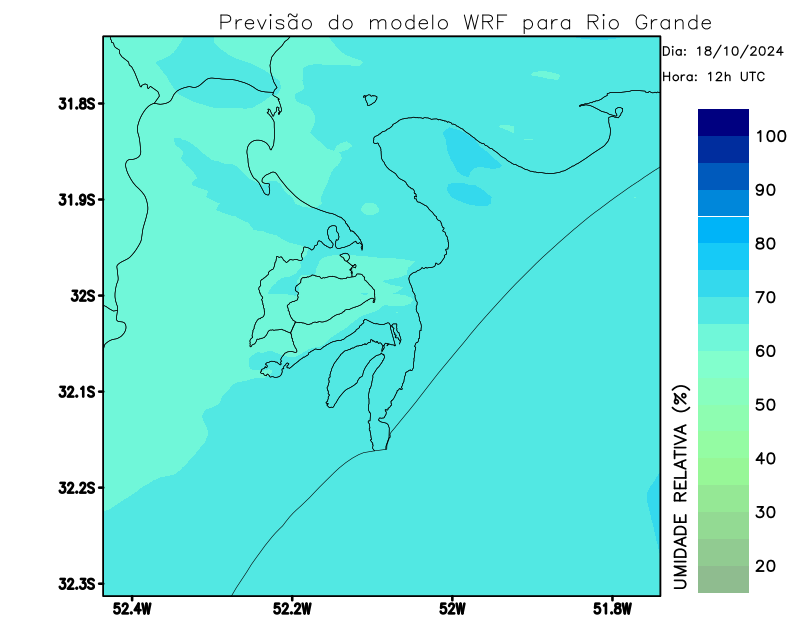 Previsão do modelo WRF para Rio Grande
Dia: 18/10/2024
Hora: 12h UTC
31.8S
31.9S
32S
32.1S
32.2S
32.3S
52.4W
52.2W
52W
51.8W
100
90
80
70
60
50
40
30
20
UMIDADE RELATIVA (%)